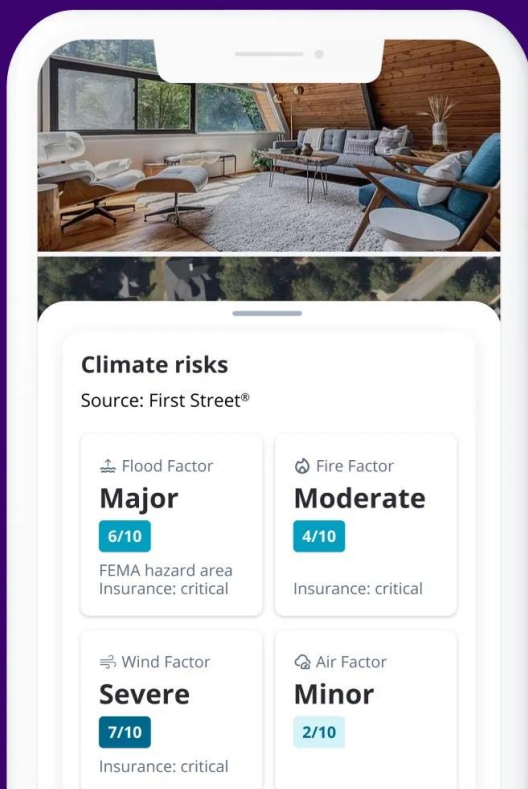 Climate risks
Source: First Street®
Flood Factor
Major
6/10
FEMA hazard area
Insurance: critical
Fire Factor
Moderate
4/10
Insurance: critical
Wind Factor
Severe
7/10
Insurance: critical
Air Factor
Minor
2/10